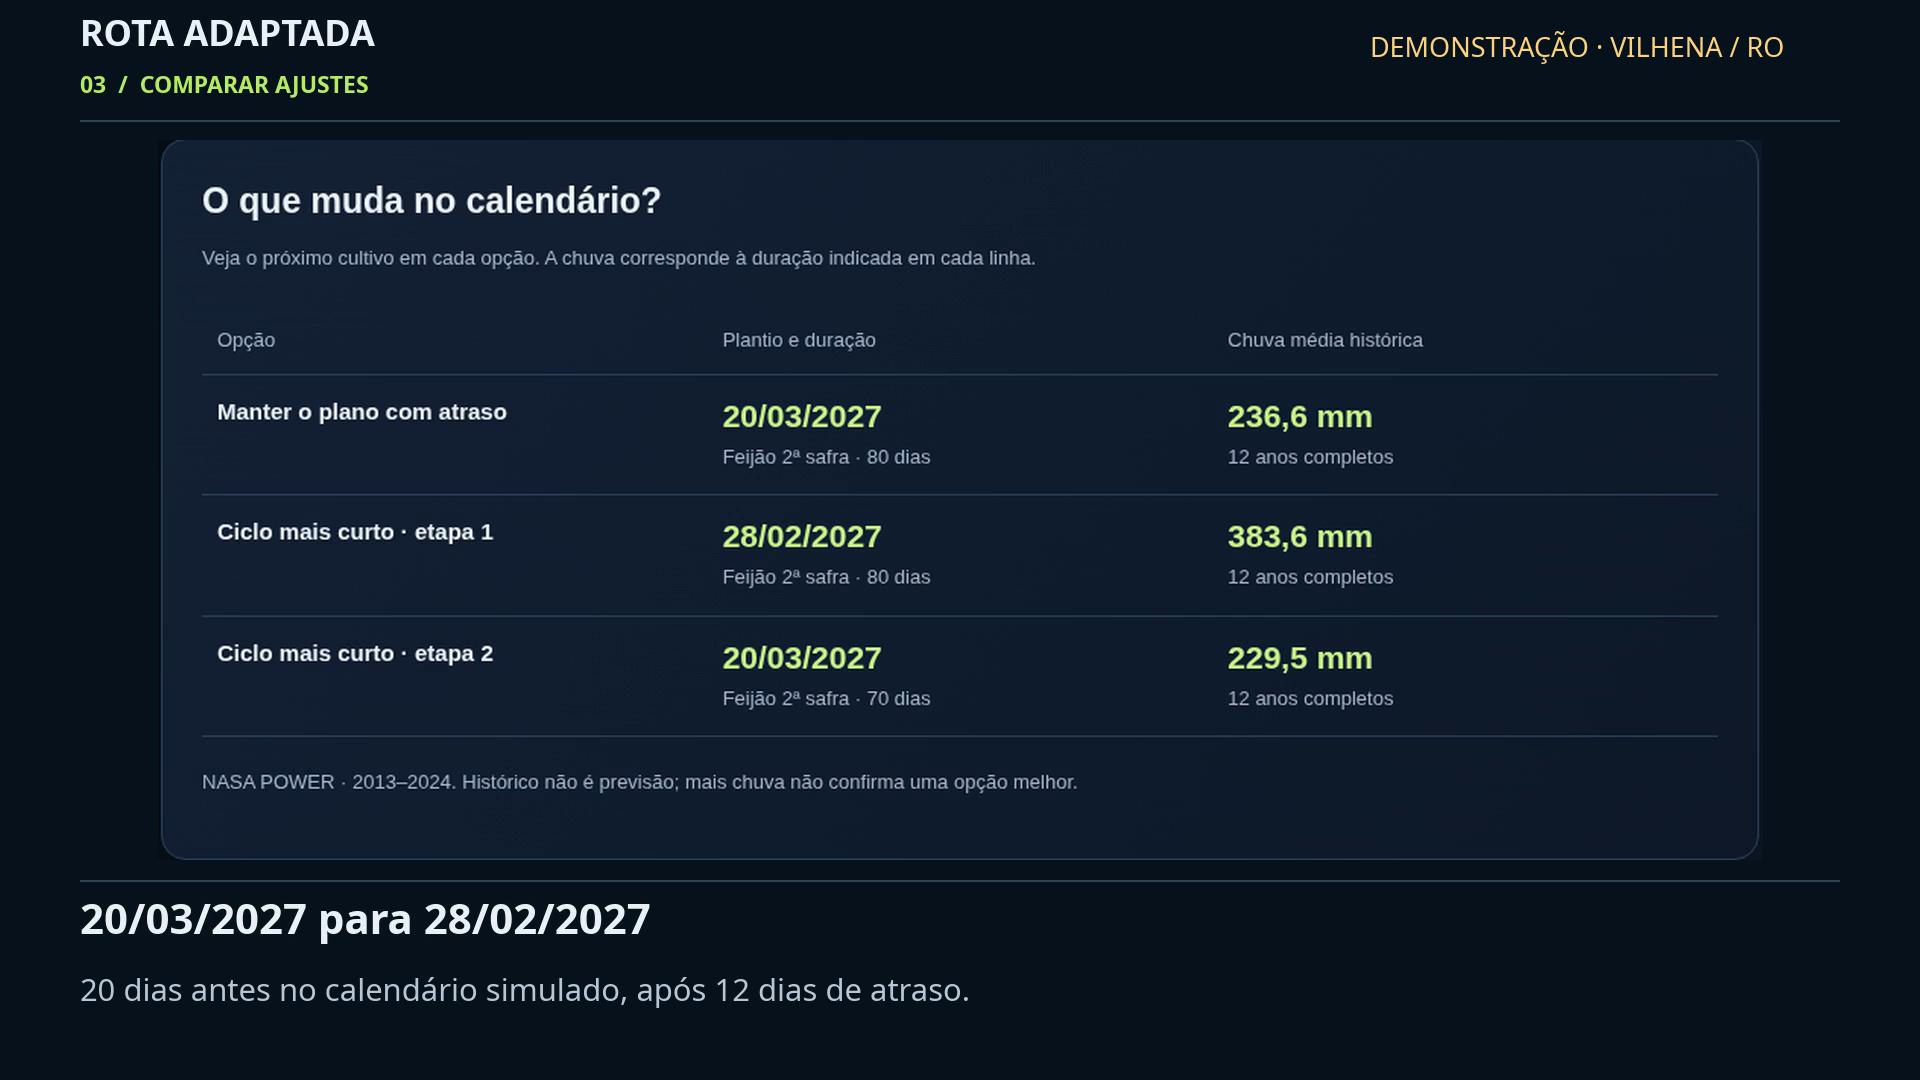 ROTA ADAPTADA
03 / COMPARAR AJUSTES
DEMONSTRAÇÃO · VILHENA / RO
O que muda no calendário?
Veja o próximo cultivo em cada opção. A chuva corresponde à duração indicada em cada linha.
Opção Plantio e duração Chuva média histórica
Manter o plano com atraso 20/03/2027 236,6 mm
Feijão 2ª safra · 80 dias 12 anos completos
Ciclo mais curto · etapa 1 28/02/2027 383,6 mm
Feijão 2ª safra · 80 dias 12 anos completos
Ciclo mais curto · etapa 2 20/03/2027 229,5 mm
Feijão 2ª safra · 70 dias 12 anos completos
NASA POWER · 2013–2024. Histórico não é previsão; mais chuva não confirma uma opção melhor.
20/03/2027 para 28/02/2027
20 dias antes no calendário simulado, após 12 dias de atraso.